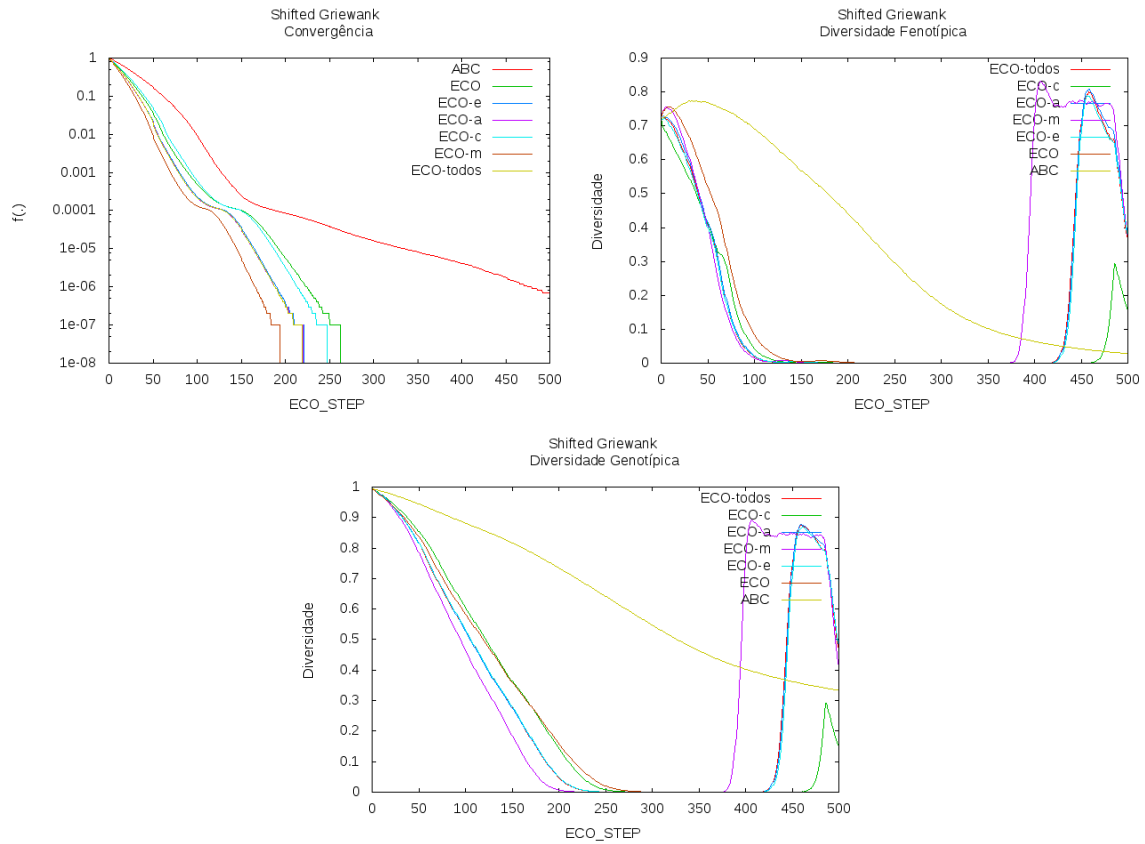 Shifted Griewank
Convergência
1
0.1
0.01
0.001
0.0001
1e-05
1e-06
1e-07
1e-08
f(.)
ABC
ECO
ECO-e
ECO-a
ECO-c
ECO-m
ECO-todos
0 50 100 150 200 250 300 350 400 450 500
ECO_STEP
Shifted Griewank
Diversidade Fenotípica
0.9
0.8
0.7
0.6
0.5
0.4
0.3
0.2
0.1
0
Diversidade
ECO-todos
ECO-c
ECO-a
ECO-m
ECO-e
ECO
ABC
0 50 100 150 200 250 300 350 400 450 500
ECO_STEP
Shifted Griewank
Diversidade Genotípica
1
0.9
0.8
0.7
0.6
0.5
0.4
0.3
0.2
0.1
0
Diversidade
ECO-todos
ECO-c
ECO-a
ECO-m
ECO-e
ECO
ABC
0 50 100 150 200 250 300 350 400 450 500
ECO_STEP